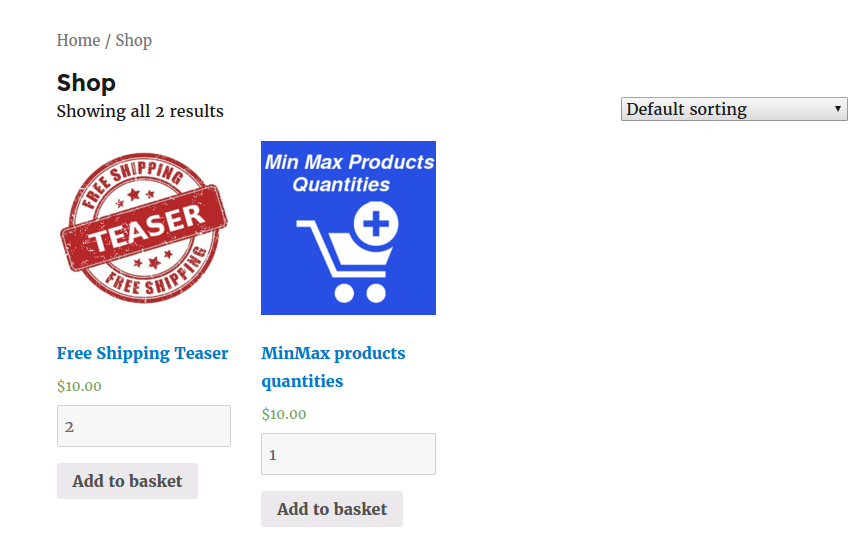 Home / Shop
Shop
Showing all 2 results
Default sorting
FREE SHIPPING
TEASER
FREE SHIPPING
Min Max Products
Quantities
Free Shipping Teaser
$10.00
2
Add to basket
MinMax products
quantities
$10.00
1
Add to basket